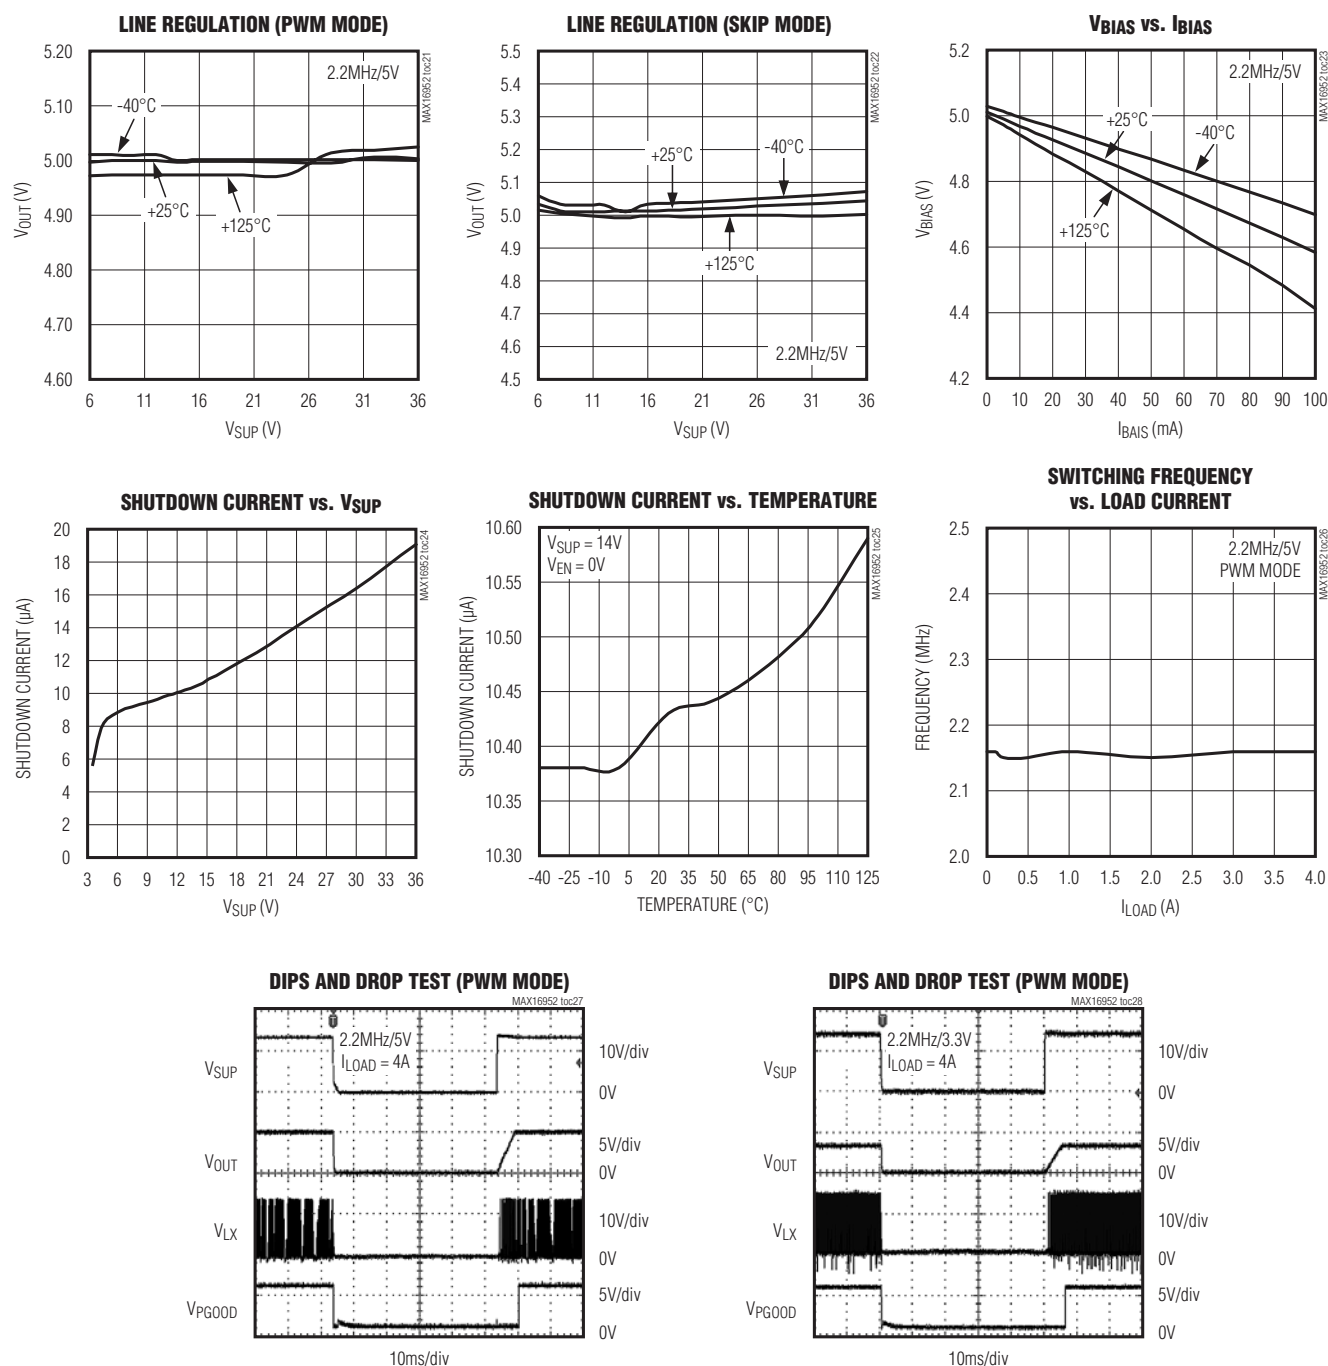 LINE REGULATION (PWM MODE)
5.20
5.10
5.00
4.90
4.80
4.70
4.60
VOUT (V)
2.2MHz/5V
-40°C
+25°C
+125°C
6 11 16 21 26 31 36
VSUP (V)
MAX16952 toc21
LINE REGULATION (SKIP MODE)
5.5
5.4
5.3
5.2
5.1
5.0
4.9
4.8
4.7
4.6
4.5
VOUT (V)
+25°C
-40°C
+125°C
2.2MHz/5V
6 11 16 21 26 31 36
VSUP (V)
MAX16952 toc22
VBIAS vs. IBIAS
5.2
5.0
4.8
4.6
4.4
4.2
VBIAS (V)
2.2MHz/5V
+25°C
-40°C
+125°C
0 10 20 30 40 50 60 70 80 90 100
IBAIS (mA)
MAX16952 toc23
SHUTDOWN CURRENT vs. VSUP
20
18
16
14
12
10
8
6
4
2
0
SHUTDOWN CURRENT (µA)
3 6 9 12 15 18 21 24 27 30 33 36
VSUP (V)
MAX16952 toc24
SHUTDOWN CURRENT vs. TEMPERATURE
10.60
10.55
10.50
10.45
10.40
10.35
10.30
SHUTDOWN CURRENT (µA)
VSUP = 14V
VEN = 0V
-40 -25 -10 5 20 35 50 65 80 95 110 125
TEMPERATURE (°C)
MAX16952 toc25
SWITCHING FREQUENCY
vs. LOAD CURRENT
2.5
2.4
2.3
2.2
2.1
2.0
FREQUENCY (MHz)
2.2MHz/5V
PWM MODE
0 0.5 1.0 1.5 2.0 2.5 3.0 3.5 4.0
ILOAD (A)
MAX16952 toc26
DIPS AND DROP TEST (PWM MODE)
MAX16952 toc27
T
2.2MHz/5V
ILOAD = 4A
VSUP
10V/div
0V
VOUT
5V/div
0V
VLX
10V/div
0V
VPGOOD
5V/div
0V
10ms/div
DIPS AND DROP TEST (PWM MODE)
MAX16952 toc28
T
2.2MHz/3.3V
ILOAD = 4A
VSUP
10V/div
0V
VOUT
5V/div
0V
VLX
10V/div
0V
VPGOOD
5V/div
0V
10ms/div